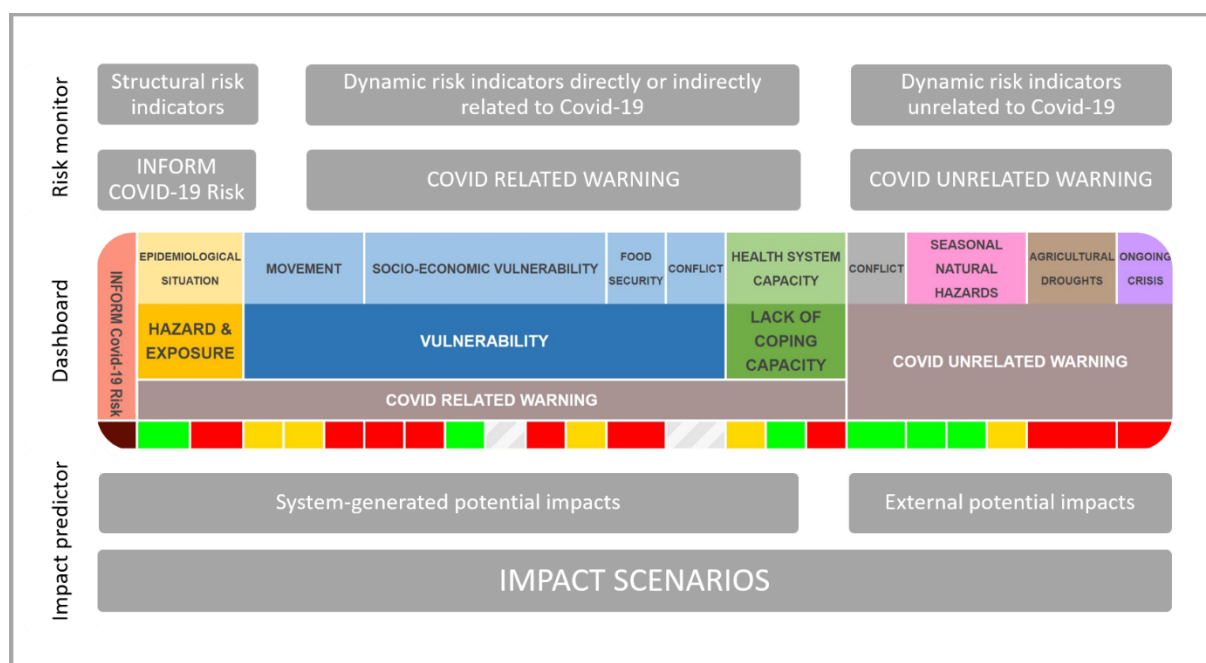 Risk monitor
Structural risk
indicators
Dynamic risk indicators directly or indirectly
related to Covid-19
Dynamic risk indicators
unrelated to Covid-19
INFORM
COVID-19 Risk
COVID RELATED WARNING
COVID UNRELATED WARNING
Dashboard
INFORM Covid-19 Risk
EPIDEMIOLOGICAL
SITUATION
MOVEMENT
SOCIO-ECONOMIC VULNERABILITY
FOOD
SECURITY
CONFLICT
HEALTH SYSTEM
CAPACITY
CONFLICT
SEASONAL
NATURAL
HAZARDS
AGRICULTURAL
DROUGHTS
ONGOING
CRISIS
HAZARD &
EXPOSURE
VULNERABILITY
LACK OF
COPING
CAPACITY
COVID UNRELATED WARNING
COVID RELATED WARNING
Impact predictor
System-generated potential impacts
External potential impacts
IMPACT SCENARIOS